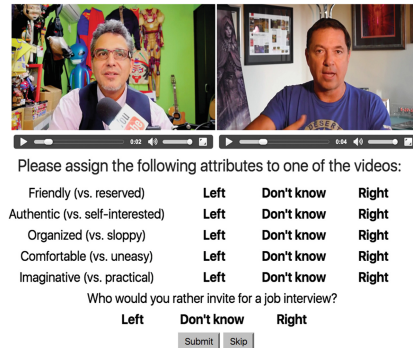 0:02
0:04
Please assign the following attributes to one of the videos:
Friendly (vs. reserved) Left Don't know Right
Authentic (vs. self-interested) Left Don't know Right
Organized (vs. sloppy) Left Don't know Right
Comfortable (vs. uneasy) Left Don't know Right
Imaginative (vs. practical) Left Don't know Right
Who would you rather invite for a job interview?
Left Don't know Right
Submit Skip